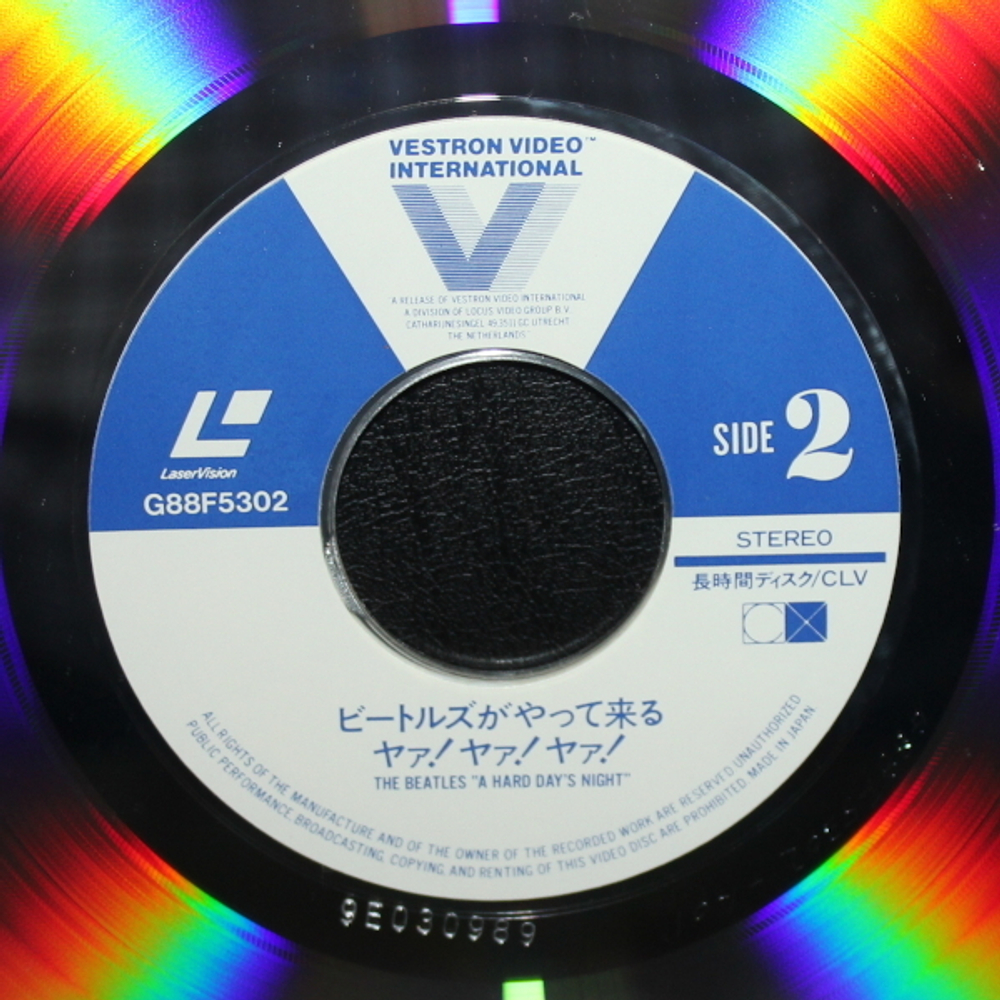 VESTRON VIDEO™
INTERNATIONAL
"A RELEASE OF VESTRON VIDEO INTERNATIONAL
A DIVISION OF LOCUS VIDEO GROUP B.V.
CATHARIJNESINGEL 49,3511 GC UTRECHT
THE NETHERLANDS"
LaserVision
G88F5302
SIDE 2
STEREO
長時間ディスク/CLV
ビートルズがやって来る
ヤァ!ヤァ!ヤァ!
THE BEATLES "A HARD DAY'S NIGHT"
ALL RIGHTS OF THE MANUFACTURE AND OF THE OWNER OF THE RECORDED WORK ARE RESERVED UNAUTHORIZED
PUBLIC PERFORMANCE, BROADCASTING, COPYING, AND RENTING OF THIS VIDEO DISC ARE PROHIBITED. MADE IN JAPAN
9E030989